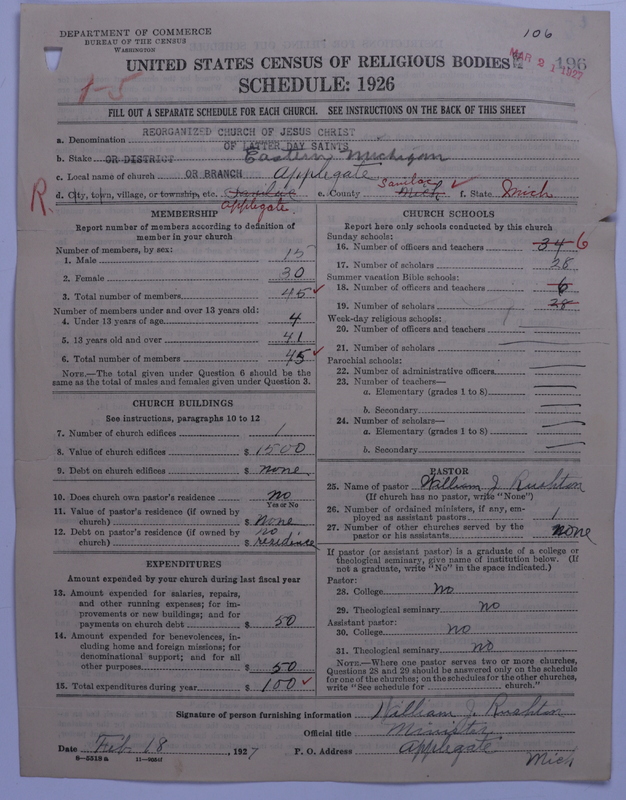 DEPARTMENT OF COMMERCE
BUREAU OF THE CENSUS
WASHINGTON
106
UNITED STATES CENSUS OF RELIGIOUS BODIES
MAR 21 1927
196
1-5
SCHEDULE: 1926
FILL OUT A SEPARATE SCHEDULE FOR EACH CHURCH. SEE INSTRUCTIONS ON THE BACK OF THIS SHEET
a. Denomination REORGANIZED CHURCH OF JESUS CHRIST
OF LATTER DAY SAINTS
b. Stake OR DISTRICT Eastern Michigan
c. Local name of church OR BRANCH Applegate
R.
d. City, town, village, or township, etc. Sanilac Applegate. e. County Mich Sanilac f. State Mich
MEMBERSHIP
Report number of members according to definition of
member in your church
Number of members, by sex:
1. Male 15
2. Female 30
3. Total number of members 45
Number of members under and over 13 years old:
4. Under 13 years of age 4
5. 13 years old and over 41
6. Total number of members 45
NOTE.—The total given under Question 6 should be the
same as the total of males and females given under Question 3.
CHURCH BUILDINGS
See instructions, paragraphs 10 to 12
7. Number of church edifices 1
8. Value of church edifices $ 1500
9. Debt on church edifices $ none
10. Does church own pastor's residence no
Yes or No
11. Value of pastor's residence (if owned by
church) $ None
12. Debt on pastor's residence (if owned by
church) $ no residence
EXPENDITURES
Amount expended by your church during last fiscal year
13. Amount expended for salaries, repairs,
and other running expenses; for im-
provements or new buildings; and for
payments on church debt $ 50
14. Amount expended for benevolences, in-
cluding home and foreign missions; for
denominational support; and for all
other purposes $ 50
15. Total expenditures during year $ 100
CHURCH SCHOOLS
Report here only schools conducted by this church
Sunday schools:
16. Number of officers and teachers 34 6
17. Number of scholars 28
Summer vacation Bible schools:
18. Number of officers and teachers 6
19. Number of scholars 28
Week-day religious schools:
20. Number of officers and teachers
21. Number of scholars
Parochial schools:
22. Number of administrative officers
23. Number of teachers—
a. Elementary (grades 1 to 8)
b. Secondary
24. Number of scholars—
a. Elementary (grades 1 to 8)
b. Secondary
PASTOR
25. Name of pastor William J Rushton
(If church has no pastor, write "None")
26. Number of ordained ministers, if any, em-
ployed as assistant pastors 1
27. Number of other churches served by the
pastor or his assistants none
If pastor (or assistant pastor) is a graduate of a college or
theological seminary, give name of institution below. (If
not a graduate, write "No" in the space indicated.)
Pastor:
28. College no
29. Theological seminary no
Assistant pastor:
30. College no
31. Theological seminary no
NOTE.—Where one pastor serves two or more churches,
Questions 28 and 29 should be answered only on the schedule
for one of the churches; on the schedules for the other churches,
write "See schedule for church."
Signature of person furnishing information William J Rushton
Official title Minister
Date Feb 18, 1927 P. O. Address Applegate
Mich
8—5518a 11—9064f